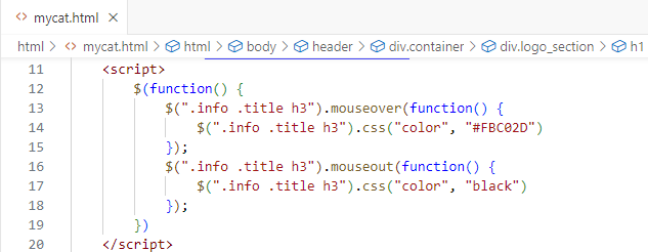 <> mycat.html ×
html > <> mycat.html > html > body > header > div.container > div.logo_section > h1
11 <script>
12 $(function() {
13 $(".info .title h3").mouseover(function() {
14 $(".info .title h3").css("color", "#FBC02D")
15 });
16 $(".info .title h3").mouseout(function() {
17 $(".info .title h3").css("color", "black")
18 });
19 })
20 </script>